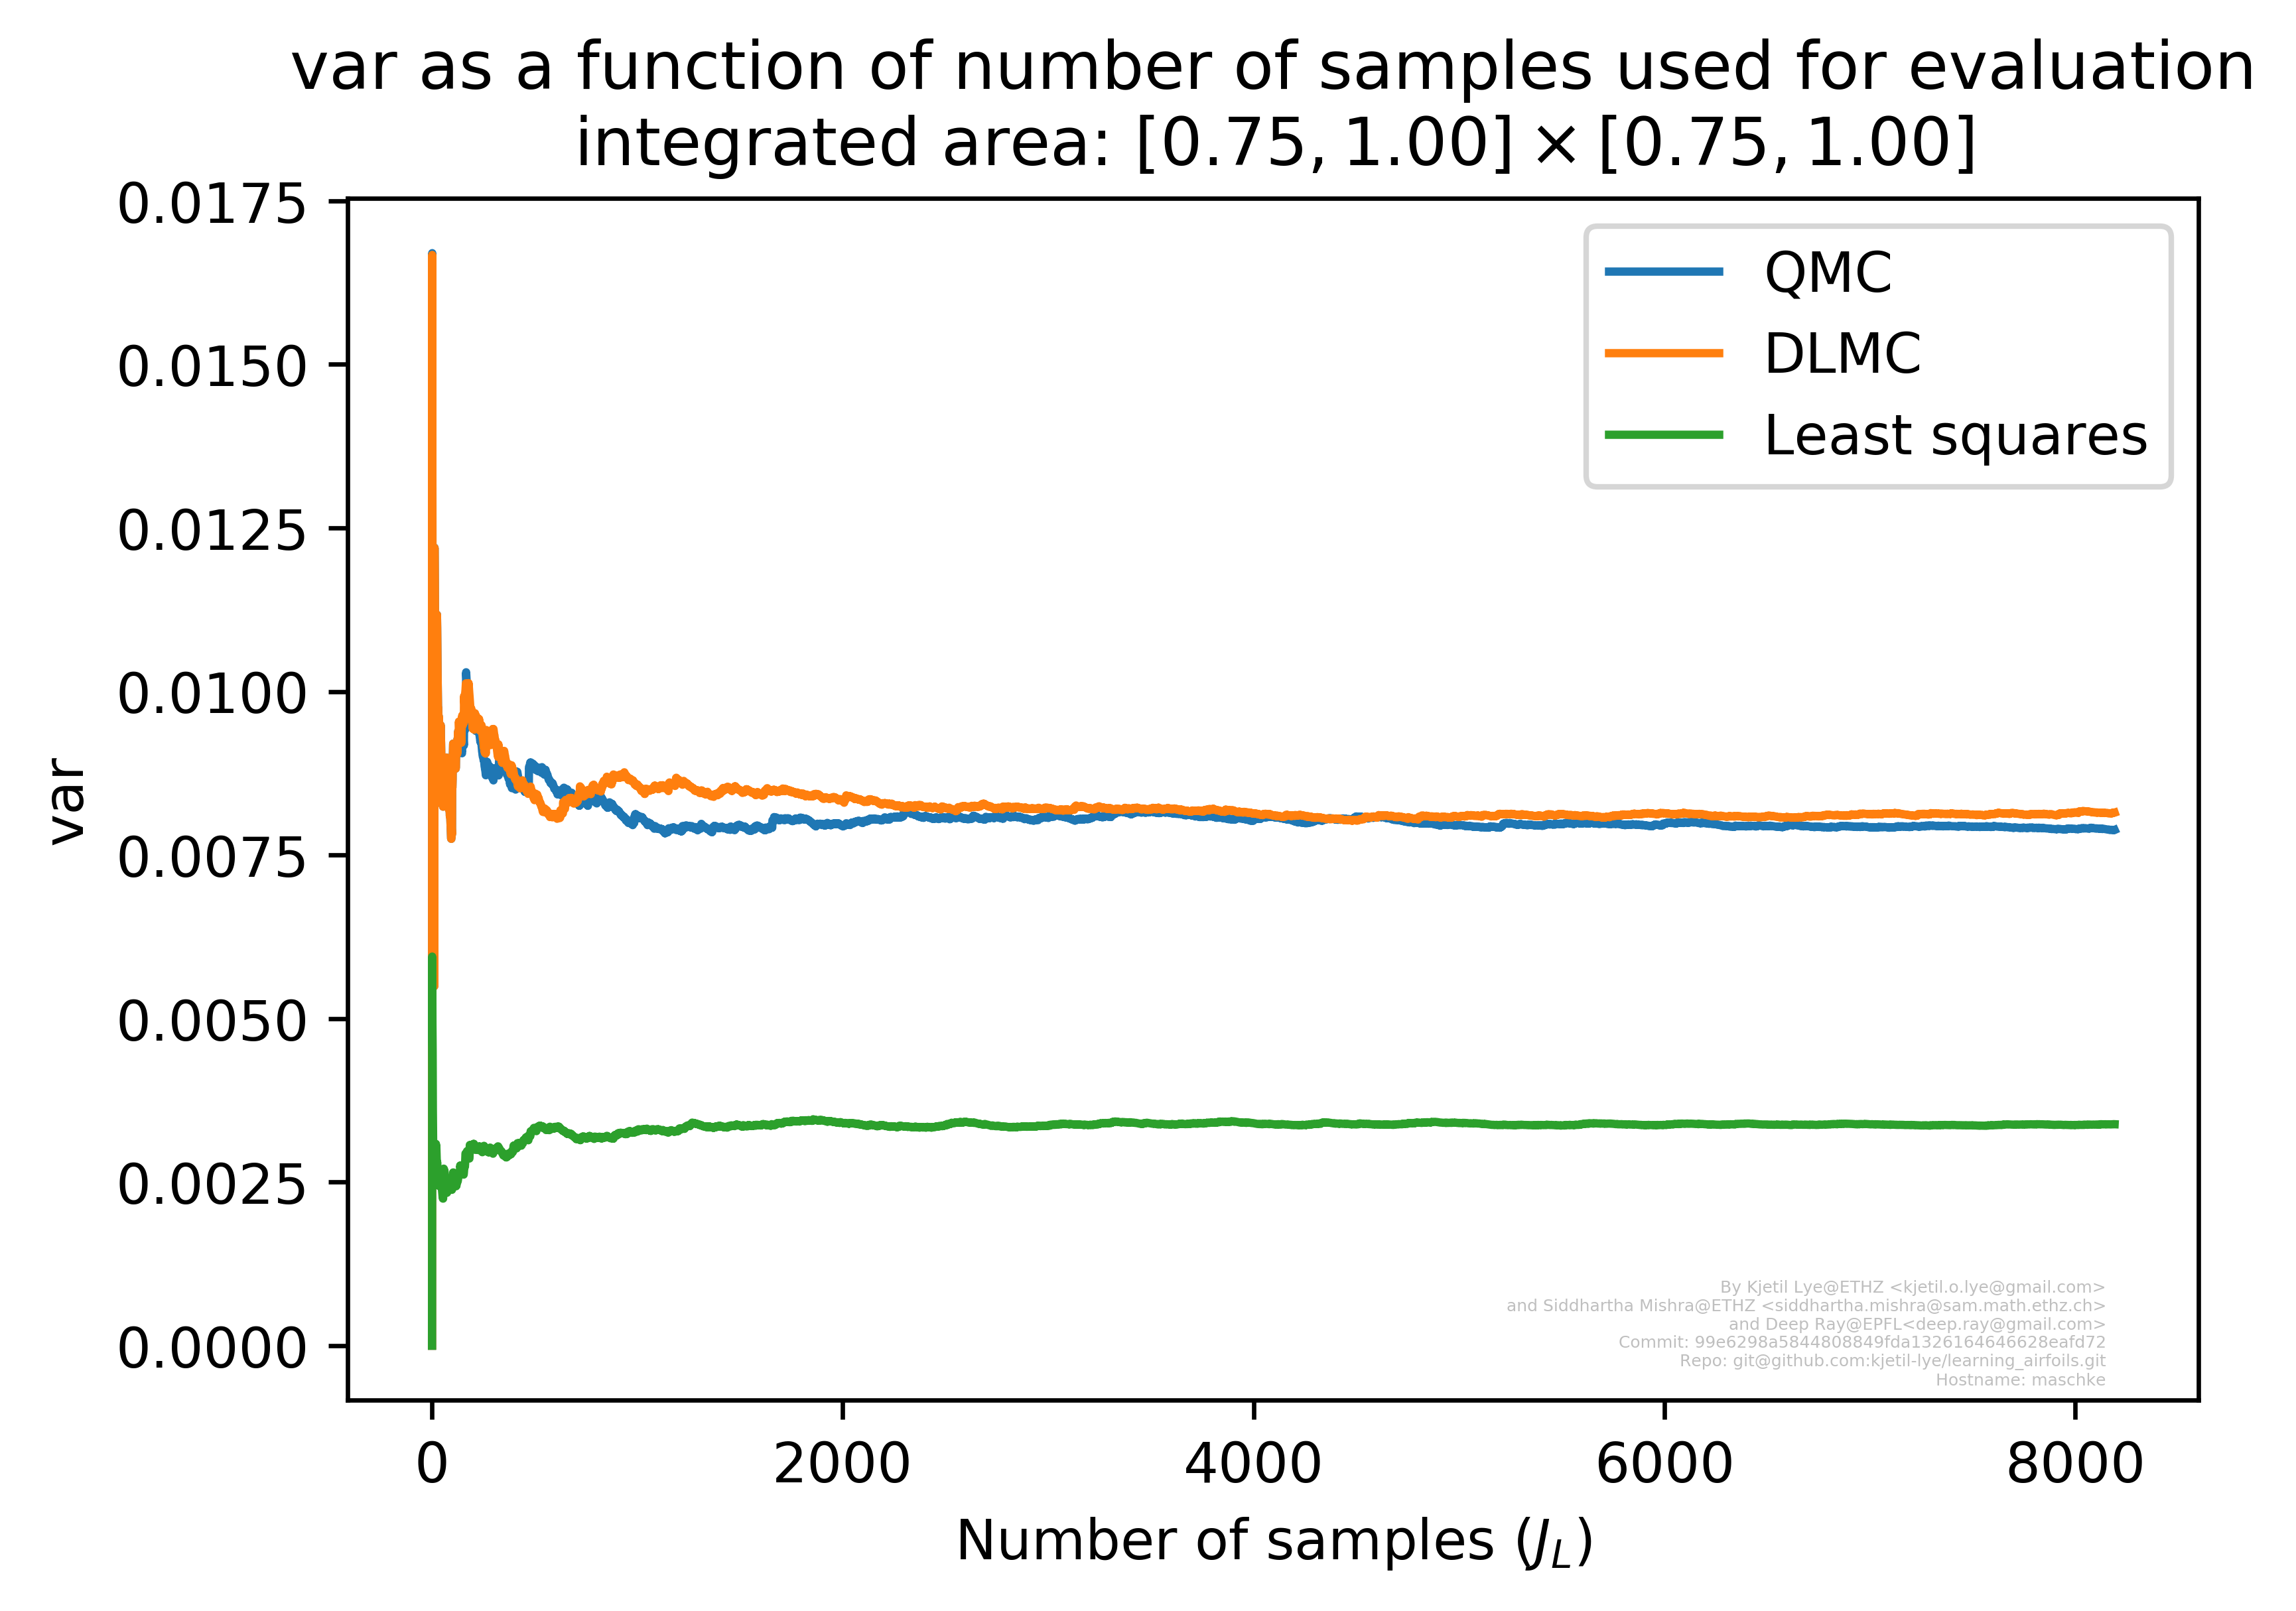 var as a function of number of samples used for evaluation
integrated area: [0.75, 1.00] × [0.75, 1.00]
0.0175
0.0150
0.0125
0.0100
0.0075
0.0050
0.0025
0.0000
var
QMC
DLMC
Least squares
By Kjetil Lye@ETHZ <kjetil.o.lye@gmail.com>
and Siddhartha Mishra@ETHZ <siddhartha.mishra@sam.math.ethz.ch>
and Deep Ray@EPFL<deep.ray@gmail.com>
Commit: 99e6298a5844808849fda1326164646628eafd72
Repo: git@github.com:kjetil-lye/learning_airfoils.git
Hostname: maschke
0 2000 4000 6000 8000
Number of samples (J_L)